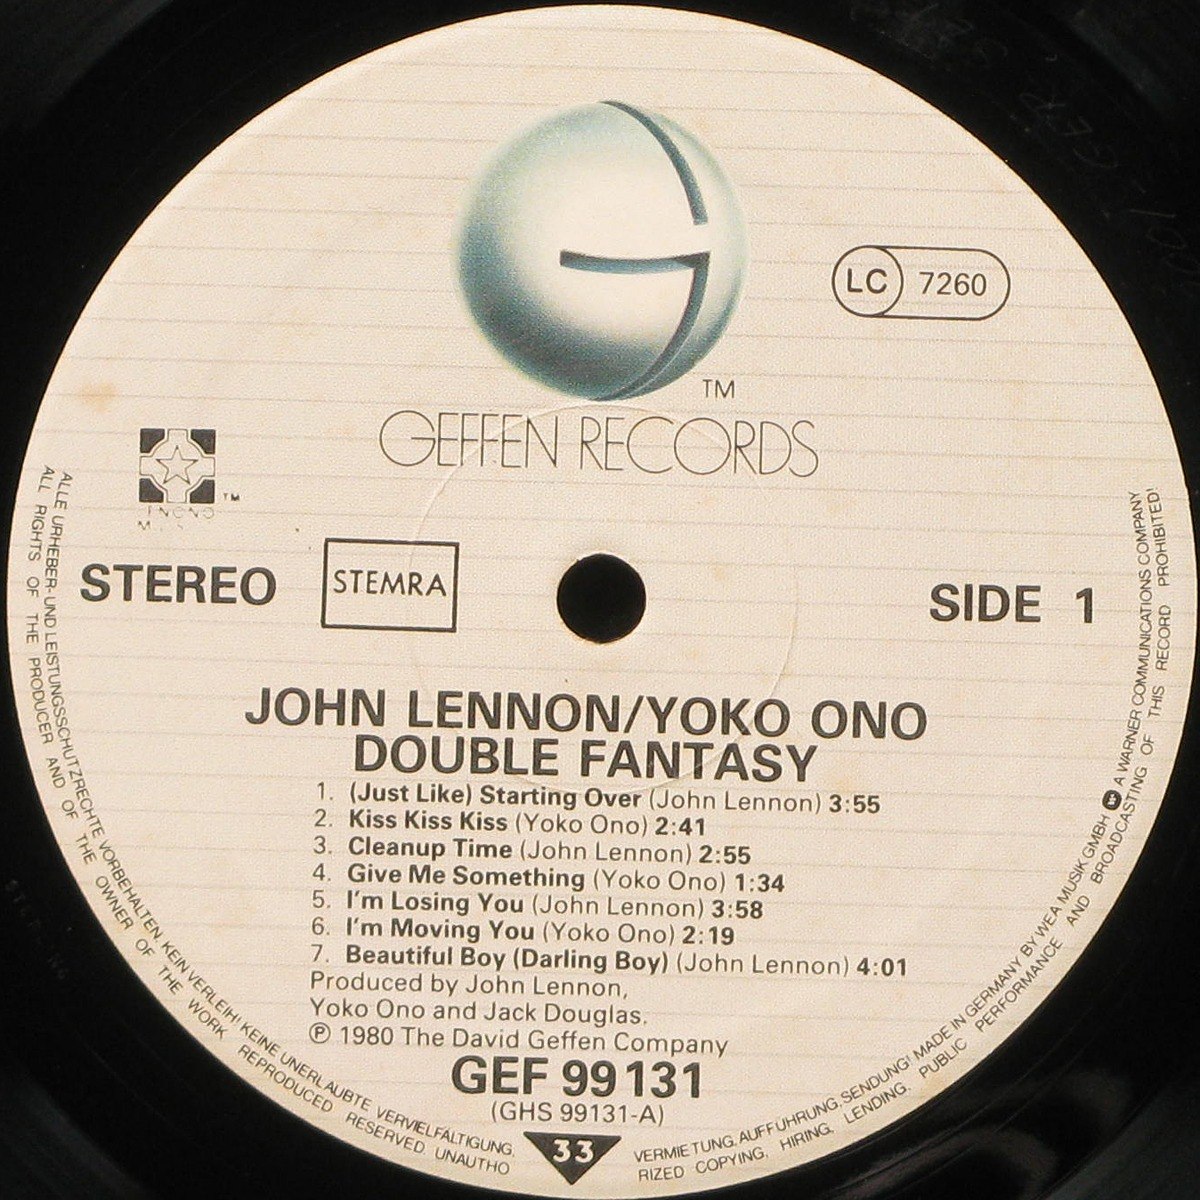 TM
GEFFEN RECORDS
LC 7260
TM
STEREO
STEMRA
SIDE 1
JOHN LENNON/YOKO ONO
DOUBLE FANTASY
1. (Just Like) Starting Over (John Lennon) 3:55
2. Kiss Kiss Kiss (Yoko Ono) 2:41
3. Cleanup Time (John Lennon) 2:55
4. Give Me Something (Yoko Ono) 1:34
5. I'm Losing You (John Lennon) 3:58
6. I'm Moving You (Yoko Ono) 2:19
7. Beautiful Boy (Darling Boy) (John Lennon) 4:01
Produced by John Lennon,
Yoko Ono and Jack Douglas.
℗ 1980 The David Geffen Company
GEF 99131
(GHS 99131-A)
33
ALLE URHEBER- UND LEISTUNGSSCHUTZRECHTE VORBEHALTEN KEIN VERLEIH! KEINE UNERLAUBTE VERVIELFÄLTIGUNG, VERMIETUNG, AUFFÜHRUNG, SENDUNG! MADE IN GERMANY BY WEA MUSIK GMBH A WARNER COMMUNICATIONS COMPANY
ALL RIGHTS OF THE PRODUCER AND OF THE OWNER OF THE WORK REPRODUCED RESERVED. UNAUTHORIZED COPYING, HIRING, LENDING, PUBLIC PERFORMANCE AND BROADCASTING OF THIS RECORD PROHIBITED!